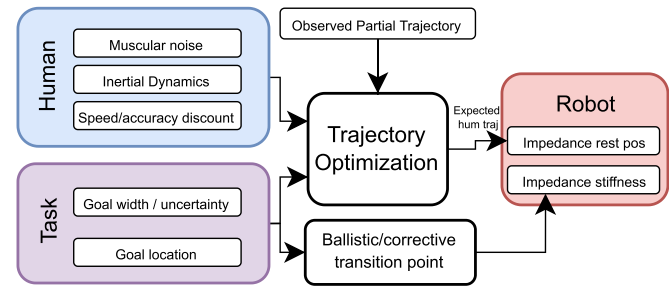 Observed Partial Trajectory
Human
Muscular noise
Inertial Dynamics
Speed/accuracy discount
Task
Goal width / uncertainty
Goal location
Trajectory
Optimization
Ballistic/corrective
transition point
Expected
hum traj
Robot
Impedance rest pos
Impedance stiffness